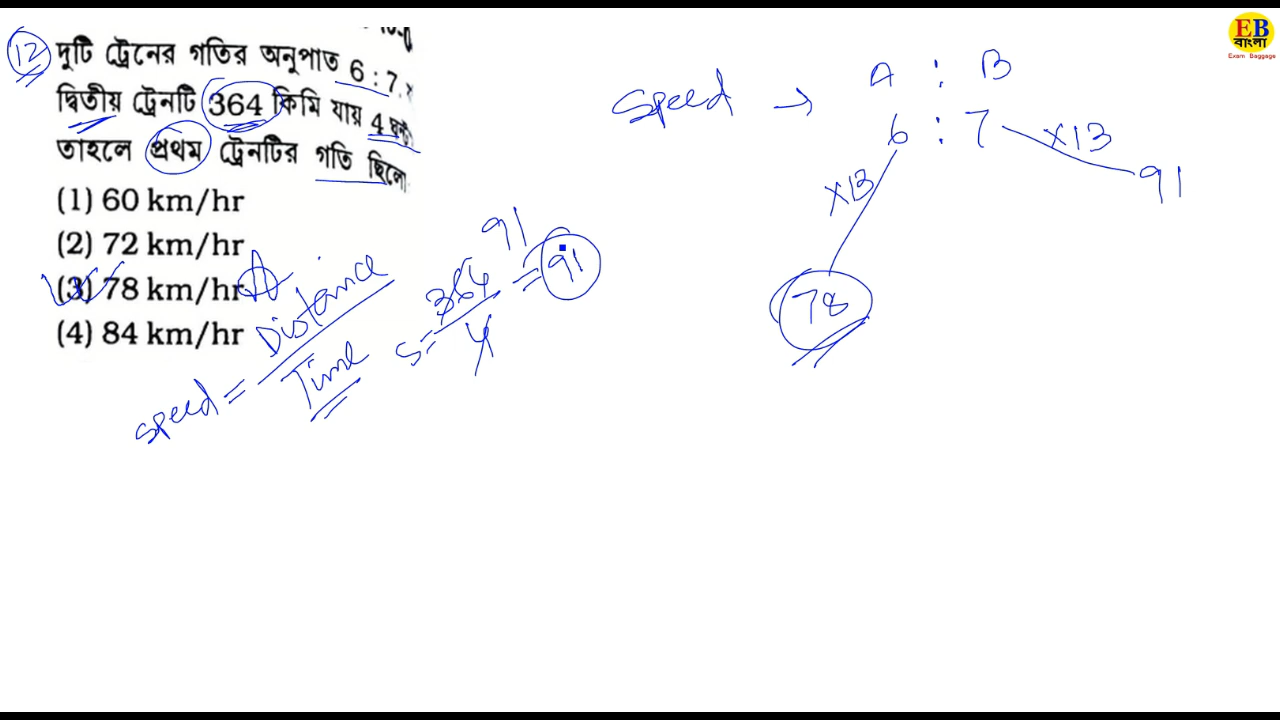 12 দুটি ট্রেনের গতির অনুপাত 6 : 7.
দ্বিতীয় ট্রেনটি 364 কিমি যায় 4
তাহলে প্রথম ট্রেনটির গতি ছিলো
(1) 60 km/hr
(2) 72 km/hr
(3) 78 km/hr
(4) 84 km/hr
speed = Distance / Time
s = 364 / 4 = 91
91
Speed → A : B
6 : 7
×13
91
×13
78
EB
বাংলা
Exam Baggage